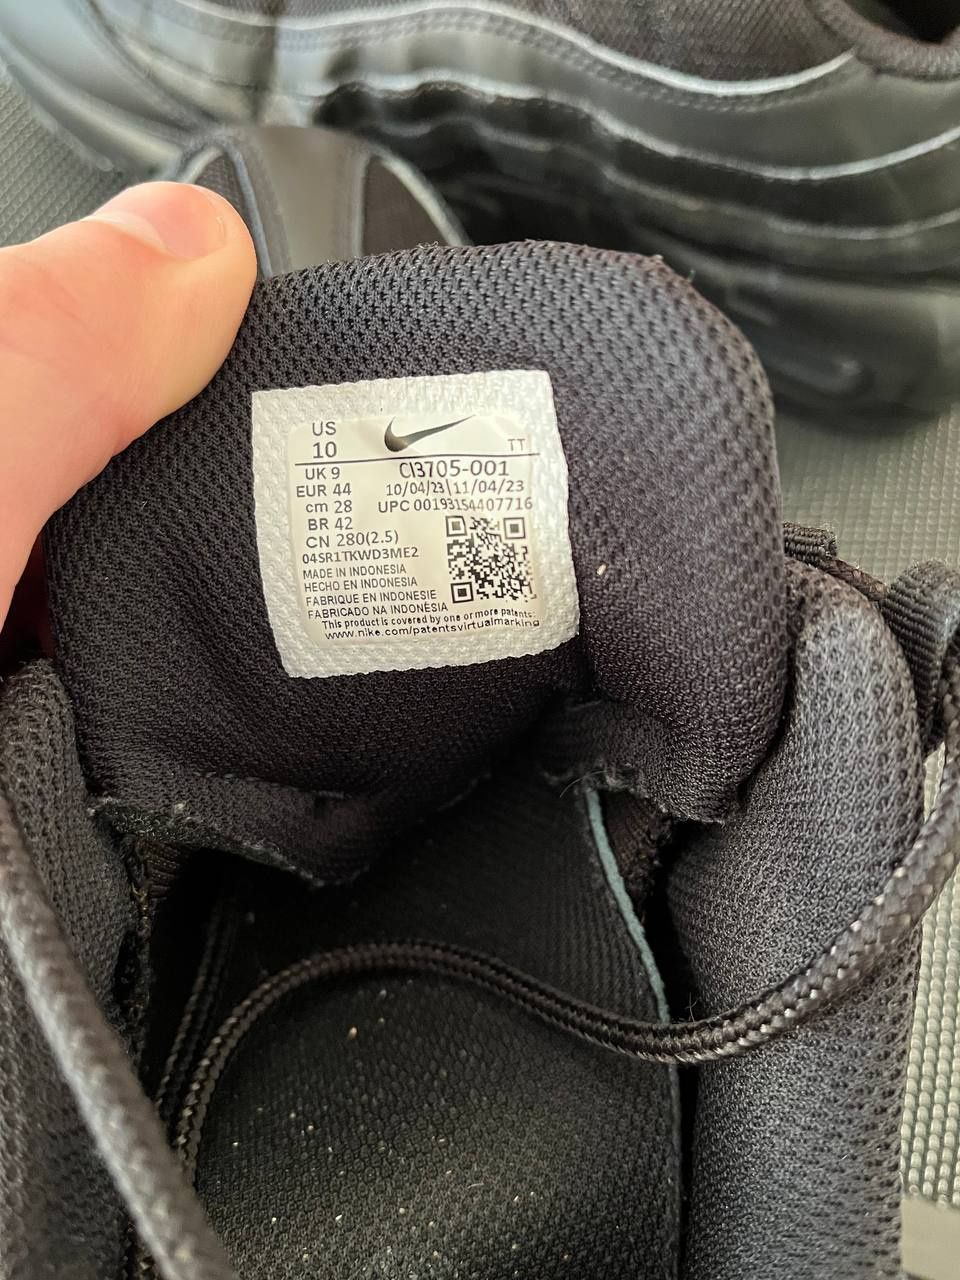 US
10
TT
UK 9
CI3705-001
EUR 44
10/04/23|11/04/23
cm 28
UPC 00193154407716
BR 42
CN 280(2.5)
04SR1TKWD3ME2
MADE IN INDONESIA
HECHO EN INDONESIA
FABRIQUE EN INDONESIE
FABRICADO NA INDONÉSIA
This product is covered by one or more patents:
www.nike.com/patentsvirtualmarking